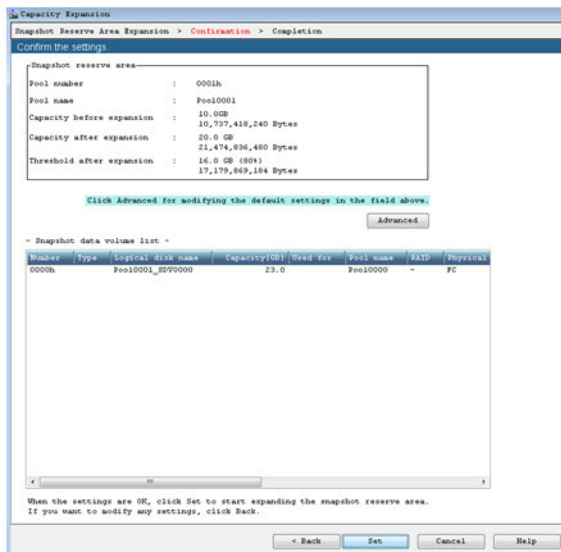 Capacity Expansion
Snapshot Reserve Area Expansion > Confirmation > Completion
Confirm the settings.
Snapshot reserve area
Pool number : 0001h
Pool name : Pool0001
Capacity before expansion : 10.0GB
10,737,418,240 Bytes
Capacity after expansion : 20.0 GB
21,474,836,480 Bytes
Threshold after expansion : 16.0 GB (80%)
17,179,869,184 Bytes
Click Advanced for modifying the default settings in the field above.
Advanced
- Snapshot data volume list -
Number Type Logical disk name Capacity[GB] Used for Pool name RAID Physical
0000h Pool0001_SDV0000 23.0 Pool0000 - FC
When the settings are OK, click Set to start expanding the snapshot reserve area.
If you want to modify any settings, click Back.
< Back Set Cancel Help